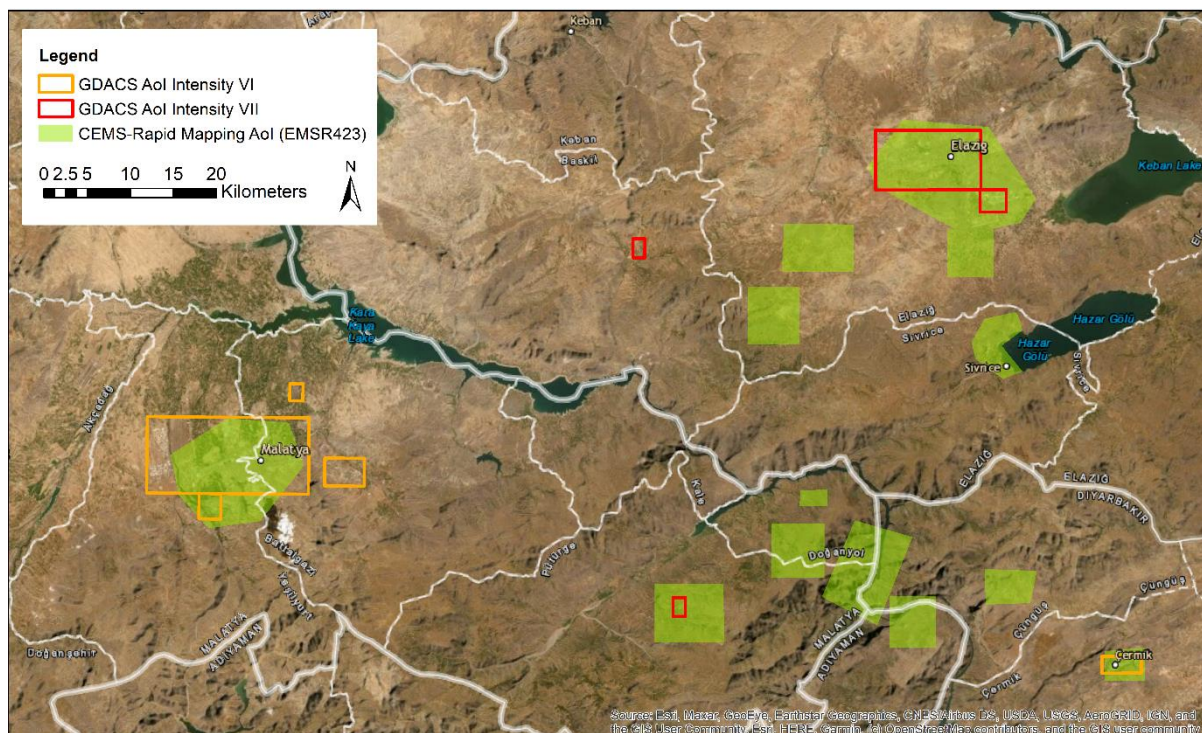 Legend
GDACS AoI Intensity VI
GDACS AoI Intensity VII
CEMS-Rapid Mapping AoI (EMSR423)
0 2.5 5 10 15 20
Kilometers
N
Keban
Keban
Baskil
Elazığ
Keban Lake
Elazığ
Sivrice
Hazar Gölü
Hazar
Gölü
Sivrice
Sivrice
Kara
Kaya
Lake
Akçadağ
Malatya
Battalgazi
Yeşilyurt
Kale
Pütürge
Doğanyol
ELAZIĞ
ELAZIĞ
DİYARBAKIR
MALATYA
ADIYAMAN
MALATYA
ADIYAMAN
Doğanşehir
Çüngüş
Çüngüş
Çermik
Çermik
Source: Esri, Maxar, GeoEye, Earthstar Geographics, CNES/Airbus DS, USDA, USGS, AeroGRID, IGN, and
the GIS User Community, Esri, HERE, Garmin, (c) OpenStreetMap contributors, and the GIS user community